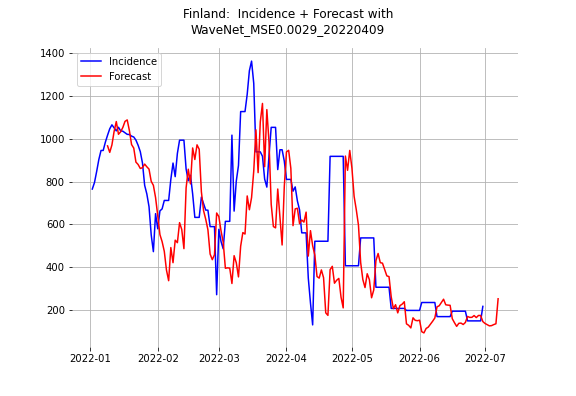 Finland:  Incidence + Forecast with
WaveNet_MSE0.0029_20220409
1400
1200
1000
800
600
400
200
Incidence
Forecast
2022-01 2022-02 2022-03 2022-04 2022-05 2022-06 2022-07